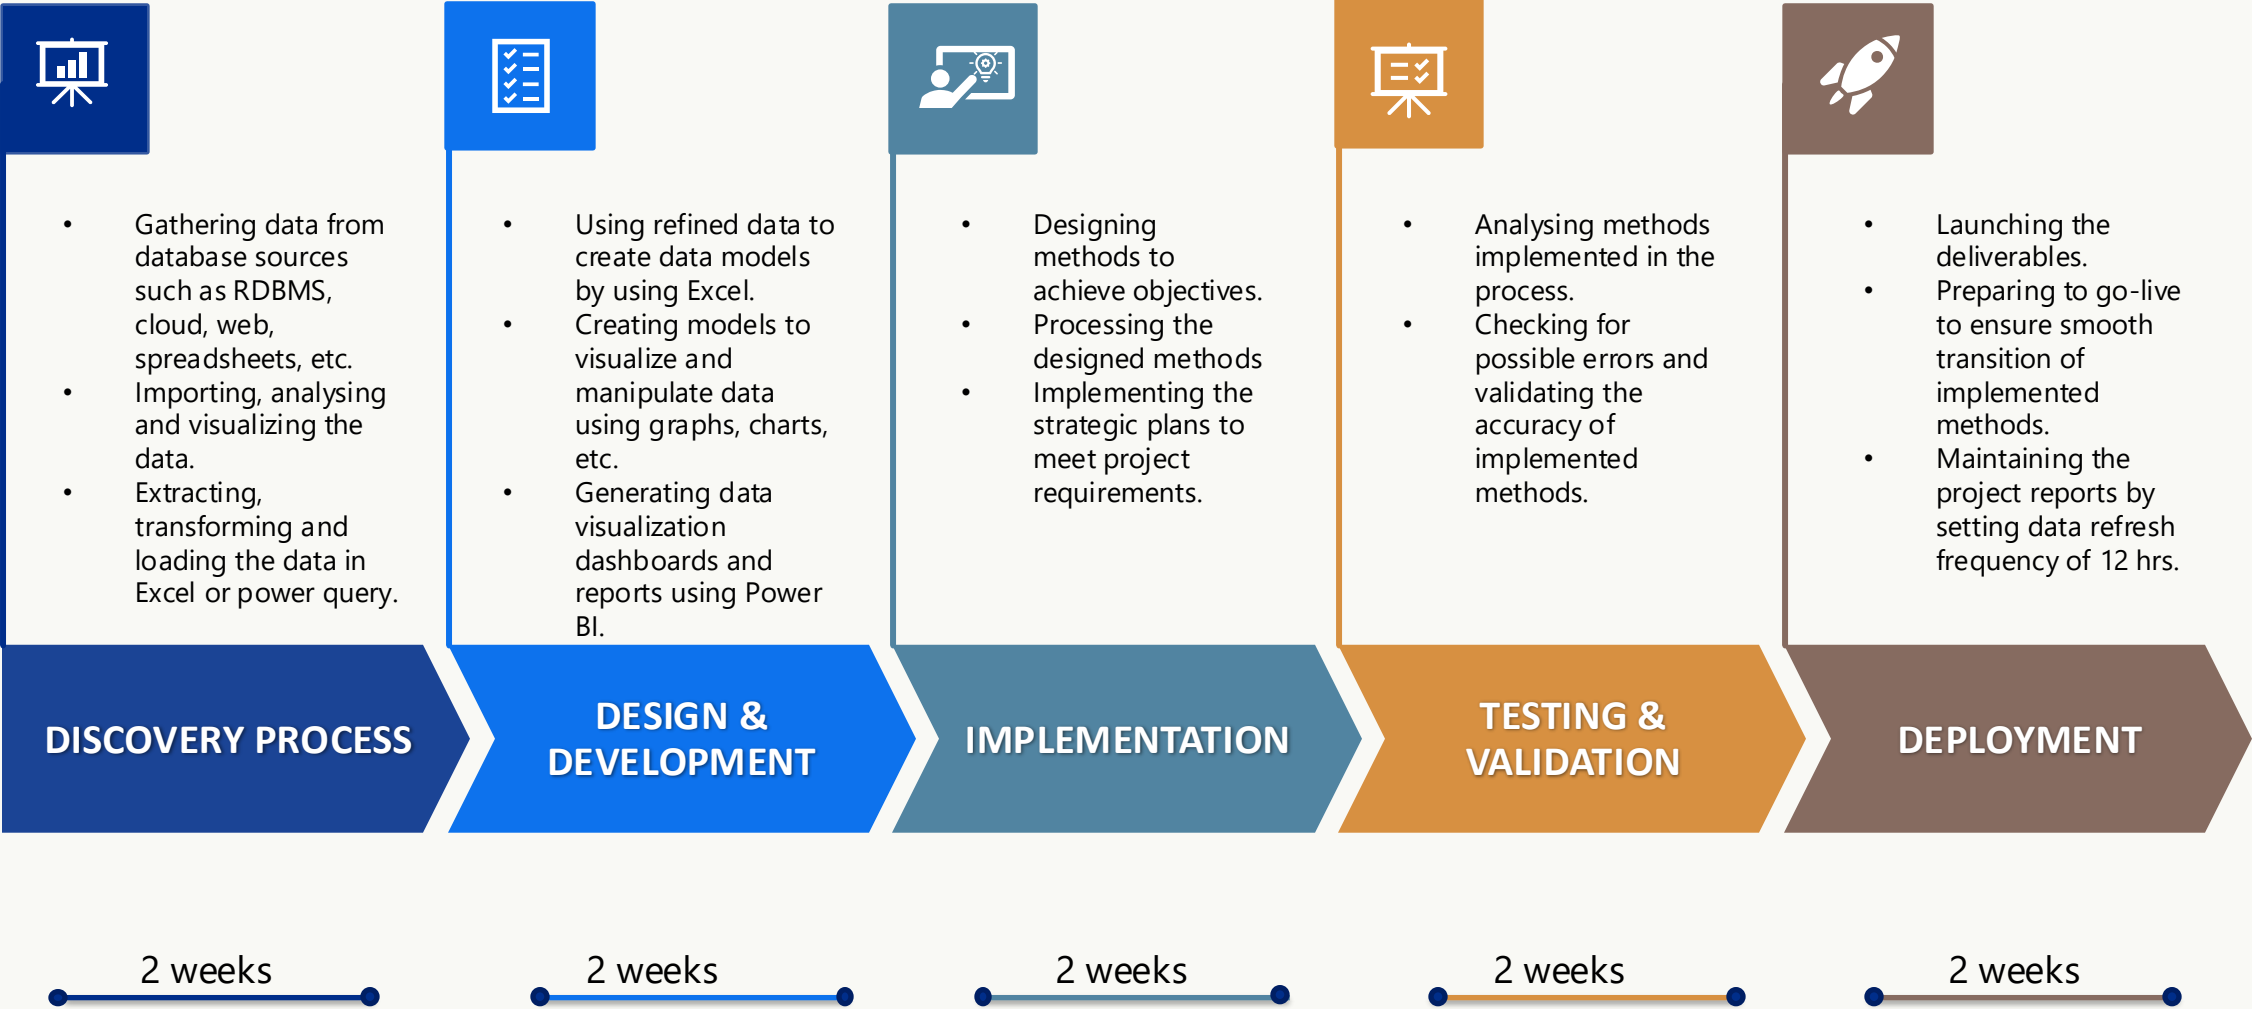 • Gathering data from
database sources
such as RDBMS,
cloud, web,
spreadsheets, etc.
• Importing, analysing
and visualizing the
data.
• Extracting,
transforming and
loading the data in
Excel or power query.
• Using refined data to
create data models
by using Excel.
• Creating models to
visualize and
manipulate data
using graphs, charts,
etc.
• Generating data
visualization
dashboards and
reports using Power
BI.
• Designing
methods to
achieve objectives.
• Processing the
designed methods
• Implementing the
strategic plans to
meet project
requirements.
• Analysing methods
implemented in the
process.
• Checking for
possible errors and
validating the
accuracy of
implemented
methods.
• Launching the
deliverables.
• Preparing to go-live
to ensure smooth
transition of
implemented
methods.
• Maintaining the
project reports by
setting data refresh
frequency of 12 hrs.
DISCOVERY PROCESS
DESIGN &
DEVELOPMENT
IMPLEMENTATION
TESTING &
VALIDATION
DEPLOYMENT
2 weeks
2 weeks
2 weeks
2 weeks
2 weeks